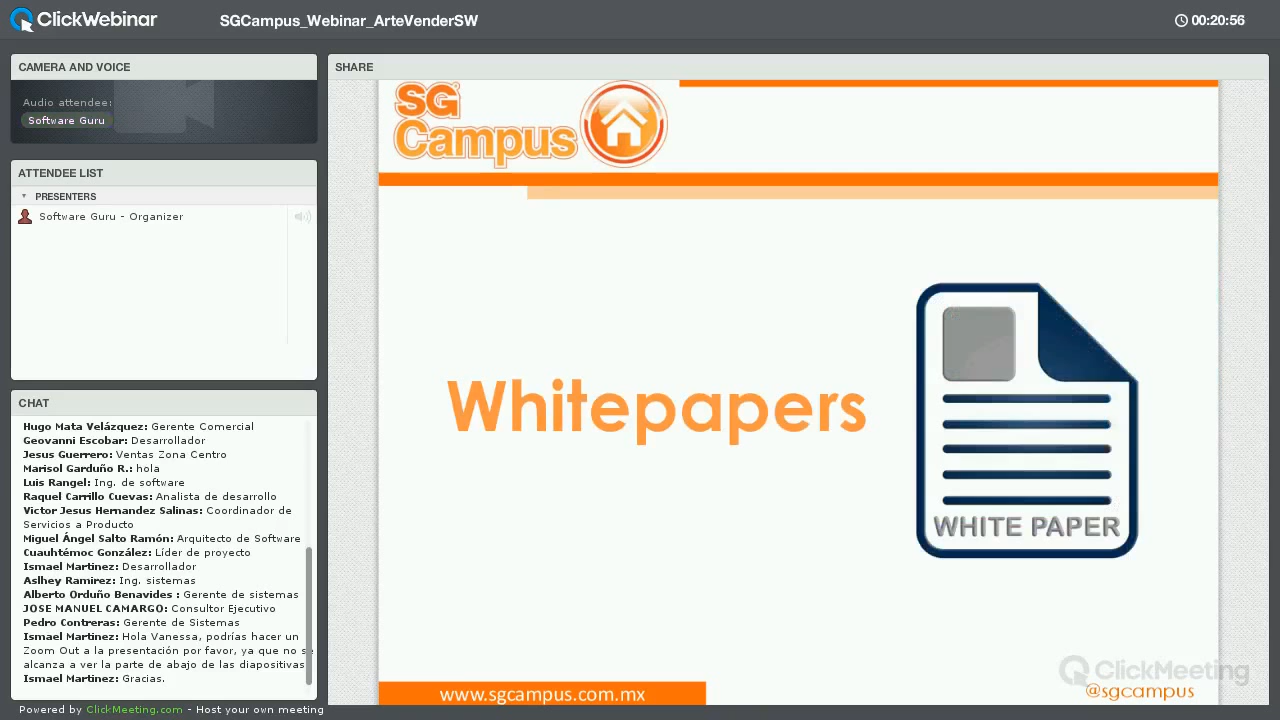 ClickWebinar
SGCampus_Webinar_ArteVenderSW
00:20:56
CAMERA AND VOICE
Audio attendee:
Software Guru
ATTENDEE LIST
PRESENTERS
Software Guru - Organizer
CHAT
Hugo Mata Velázquez: Gerente Comercial
Geovanni Escobar: Desarrollador
Jesus Guerrero: Ventas Zona Centro
Marisol Garduño R.: hola
Luis Rangel: Ing. de software
Raquel Carrillo Cuevas: Analista de desarrollo
Victor Jesus Hernandez Salinas: Coordinador de
Servicios a Producto
Miguel Ángel Salto Ramón: Arquitecto de Software
Cuauhtémoc González: Líder de proyecto
Ismael Martinez: Desarrollador
Aslhey Ramirez: Ing. sistemas
Alberto Orduño Benavides : Gerente de sistemas
JOSE MANUEL CAMARGO: Consultor Ejecutivo
Pedro Contreras: Gerente de Sistemas
Ismael Martinez: Hola Vanessa, podrías hacer un
Zoom Out a la presentación por favor, ya que no se
alcanza a ver la parte de abajo de las diapositivas
Ismael Martinez: Gracias.
Powered by ClickMeeting.com - Host your own meeting
SHARE
SG
Campus
Whitepapers
WHITE PAPER
ClickMeeting
www.sgcampus.com.mx
@sgcampus